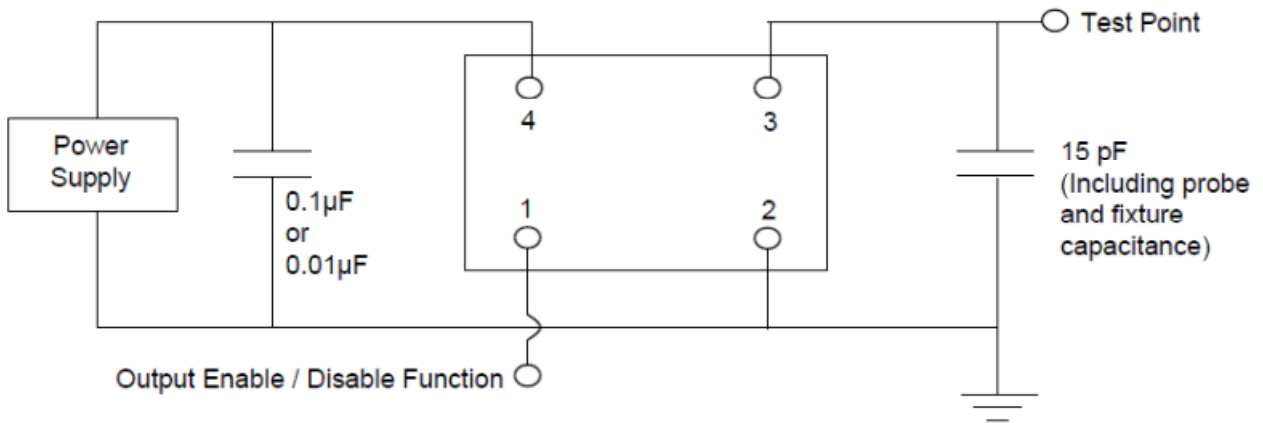 Test Point
4
3
Power
Supply
15 pF
(Including probe
and fixture
capacitance)
0.1µF
or
0.01µF
1
2
Output Enable / Disable Function